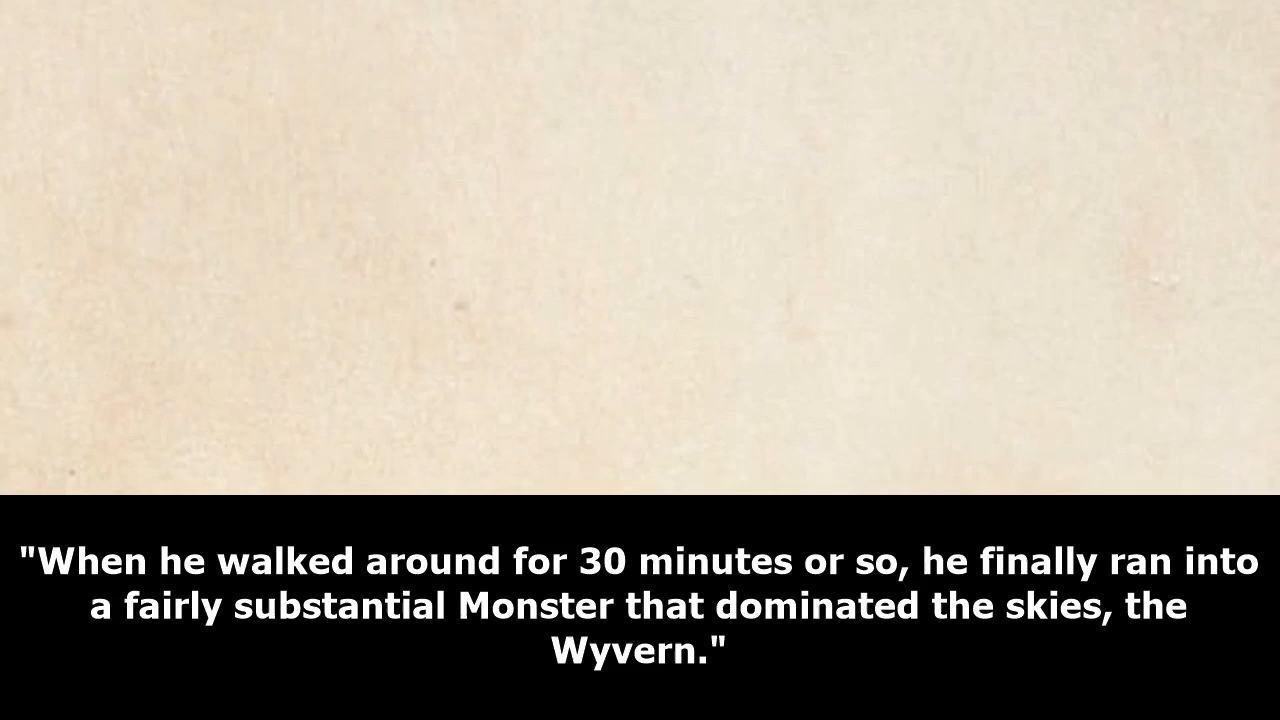 "When he walked around for 30 minutes or so, he finally ran into
a fairly substantial Monster that dominated the skies, the
Wyvern."